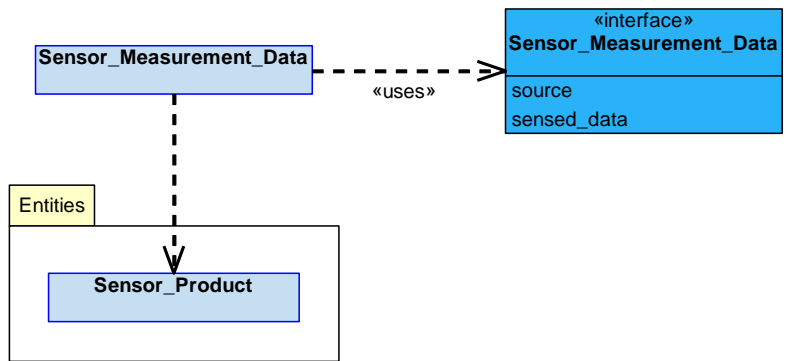 «interface»
Sensor_Measurement_Data
Sensor_Measurement_Data
«uses»
source
sensed_data
Entities
Sensor_Product